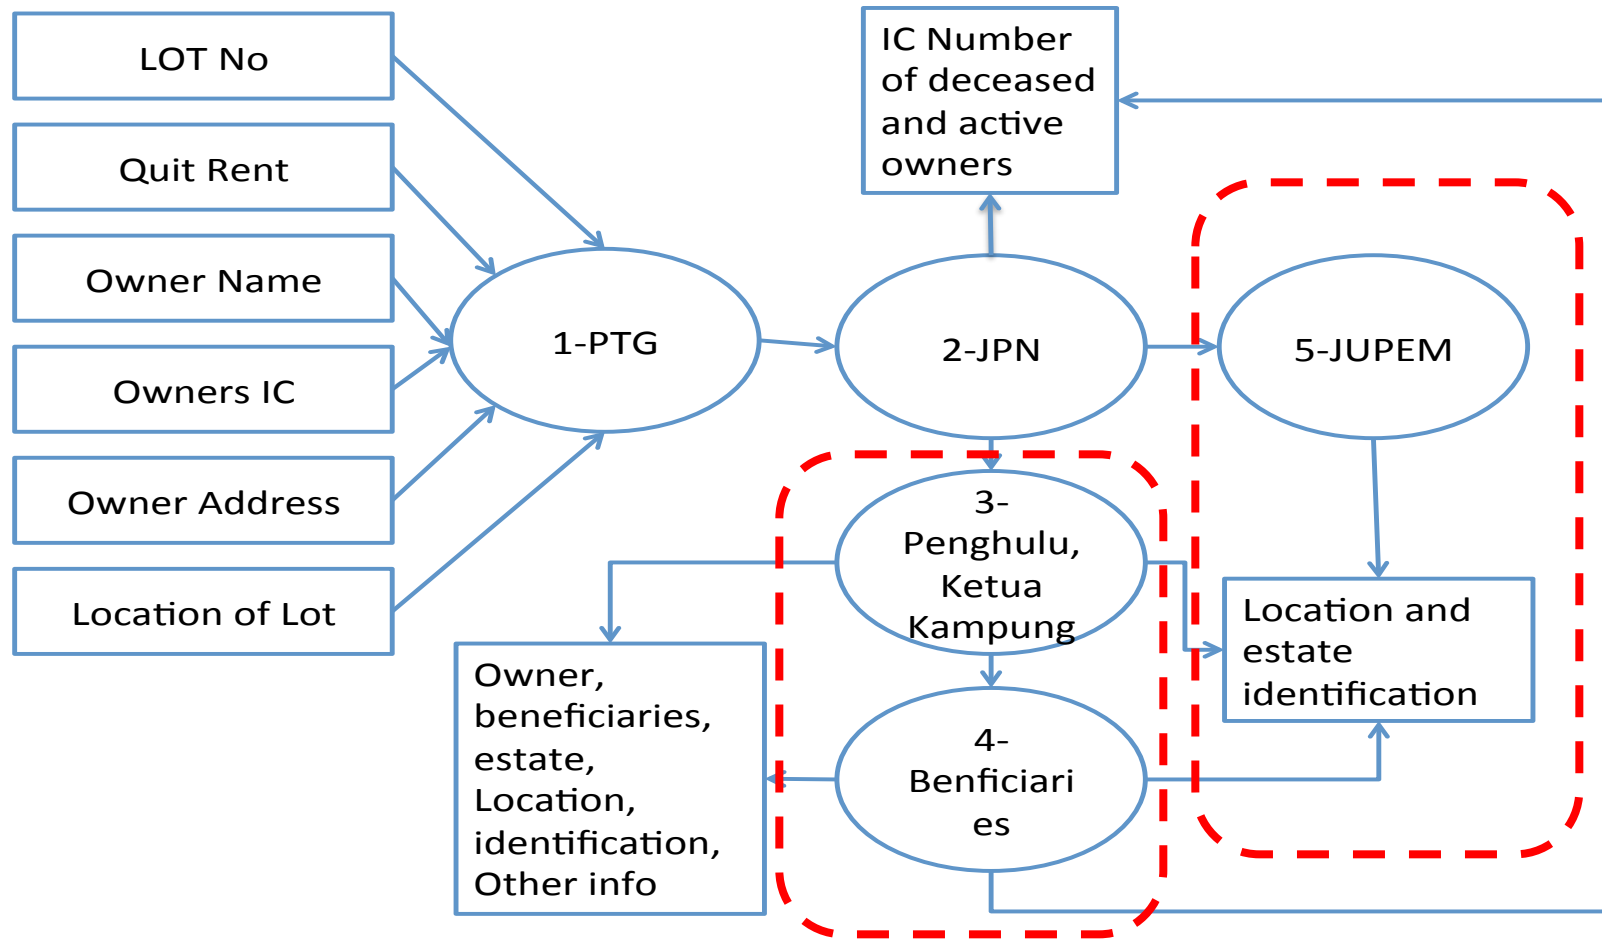 LOT No
Quit Rent
Owner Name
Owners IC
Owner Address
Location of Lot
1-PTG
IC Number
of deceased
and active
owners
2-JPN
5-JUPEM
3-
Penghulu,
Ketua
Kampung
4-
Benficiari
es
Owner,
beneficiaries,
estate,
Location,
identification,
Other info
Location and
estate
identification